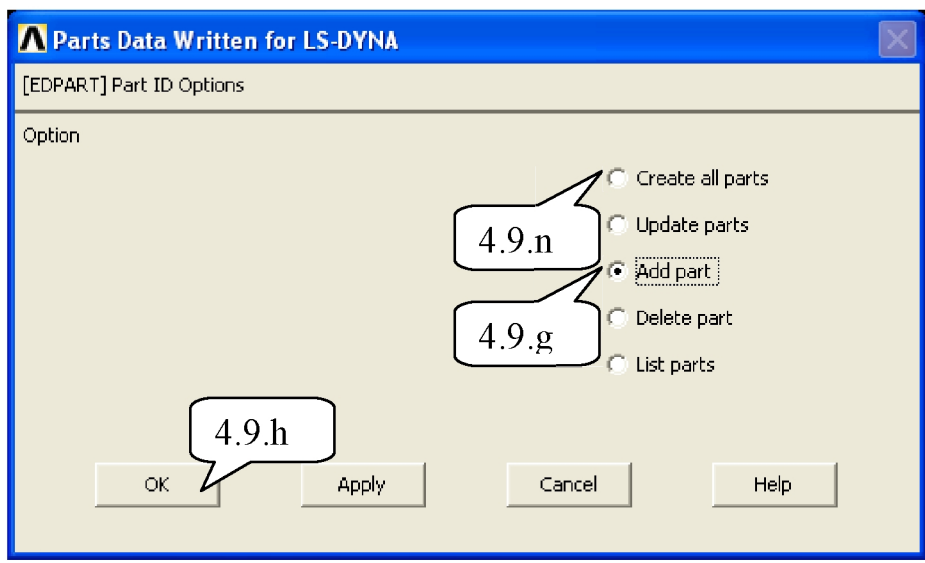 Parts Data Written for LS-DYNA
[EDPART] Part ID Options
Option
Create all parts
4.9.n
Update parts
Add part
4.9.g
Delete part
List parts
4.9.h
OK
Apply
Cancel
Help